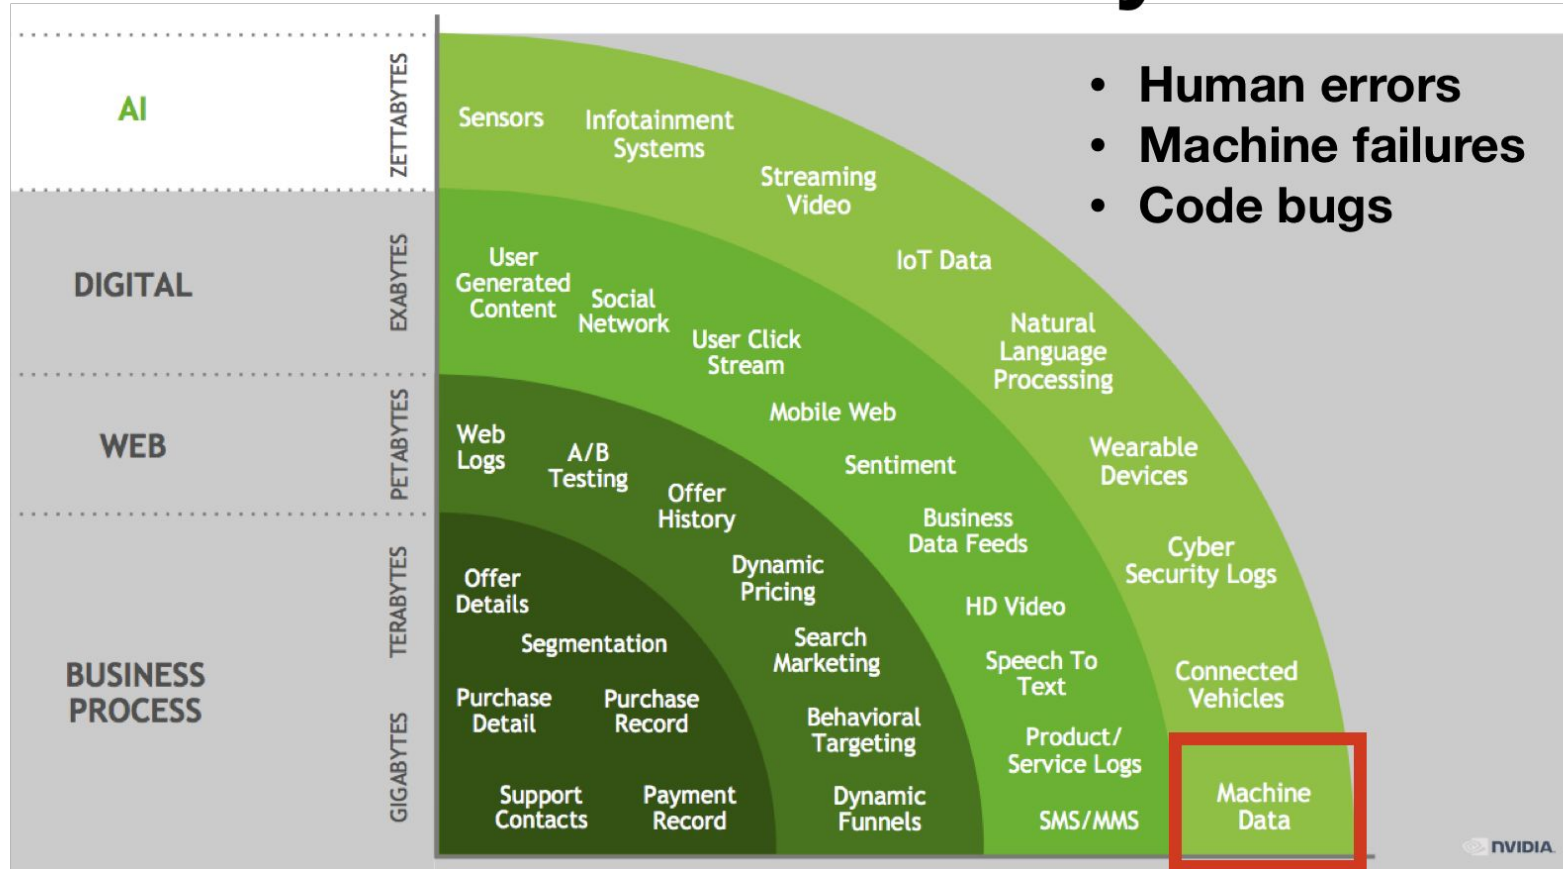 • Human errors
• Machine failures
• Code bugs
AI
ZETTABYTES
Sensors
Infotainment
Systems
Streaming
Video
IoT Data
Natural
Language
Processing
Wearable
Devices
Cyber
Security Logs
Connected
Vehicles
Machine
Data
DIGITAL
EXABYTES
User
Generated
Content
Social
Network
User Click
Stream
Mobile Web
Sentiment
Business
Data Feeds
HD Video
Speech To
Text
Product/
Service Logs
SMS/MMS
WEB
PETABYTES
Web
Logs
A/B
Testing
Offer
History
Dynamic
Pricing
Search
Marketing
Behavioral
Targeting
Dynamic
Funnels
BUSINESS
PROCESS
TERABYTES
GIGABYTES
Offer
Details
Segmentation
Purchase
Detail
Purchase
Record
Support
Contacts
Payment
Record
NVIDIA.